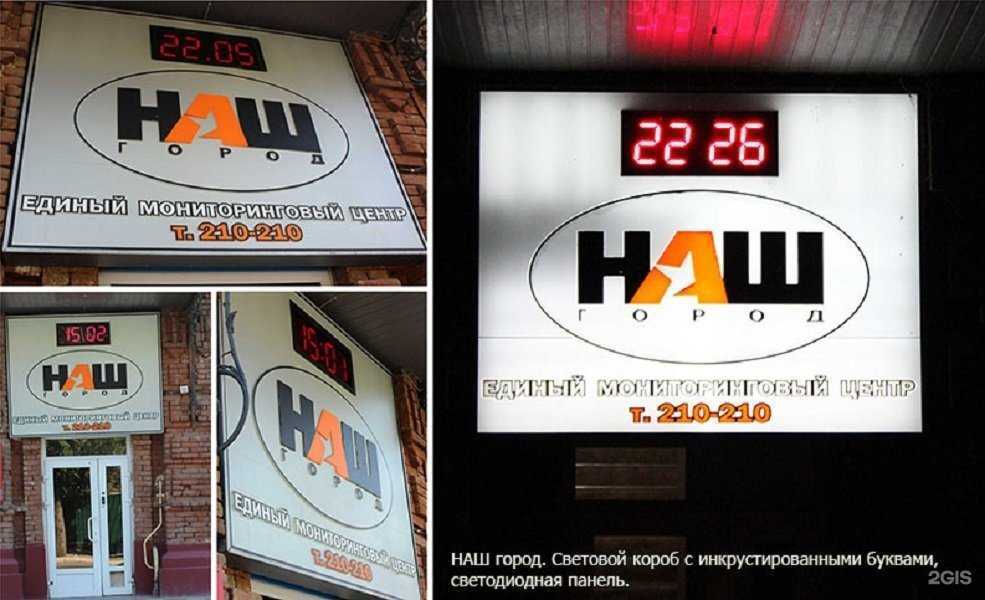 22.05
НАШ
ГОРОД
ЕДИНЫЙ МОНИТОРИНГОВЫЙ ЦЕНТР
т. 210-210
15 02
НАШ
ГОРОД
ЕДИНЫЙ МОНИТОРИНГОВЫЙ ЦЕНТР
т. 210-210
15:01
НАШ
ГОРОД
ЕДИНЫЙ МОНИТОРИНГОВЫЙ ЦЕНТР
т. 210-210
22 26
НАШ
ГОРОД
ЕДИНЫЙ МОНИТОРИНГОВЫЙ ЦЕНТР
т. 210-210
НАШ город. Световой короб с инкрустированными буквами,
светодиодная панель.
2GIS